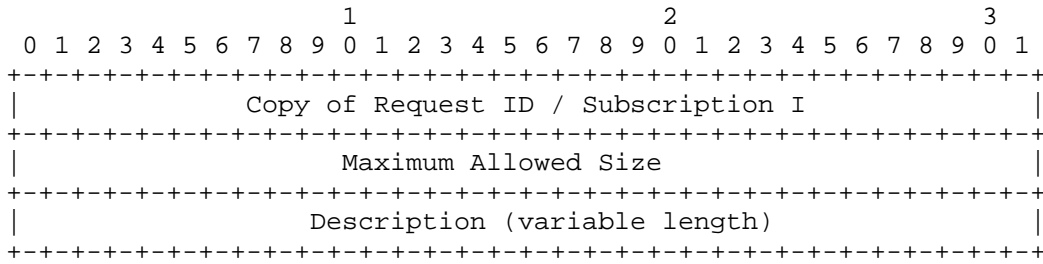 1                   2                   3
 0 1 2 3 4 5 6 7 8 9 0 1 2 3 4 5 6 7 8 9 0 1 2 3 4 5 6 7 8 9 0 1
+-+-+-+-+-+-+-+-+-+-+-+-+-+-+-+-+-+-+-+-+-+-+-+-+-+-+-+-+-+-+-+-+
|              Copy of Request ID / Subscription I              |
+-+-+-+-+-+-+-+-+-+-+-+-+-+-+-+-+-+-+-+-+-+-+-+-+-+-+-+-+-+-+-+-+
|                    Maximum Allowed Size                       |
+-+-+-+-+-+-+-+-+-+-+-+-+-+-+-+-+-+-+-+-+-+-+-+-+-+-+-+-+-+-+-+-+
|                  Description (variable length)                |
+-+-+-+-+-+-+-+-+-+-+-+-+-+-+-+-+-+-+-+-+-+-+-+-+-+-+-+-+-+-+-+-+